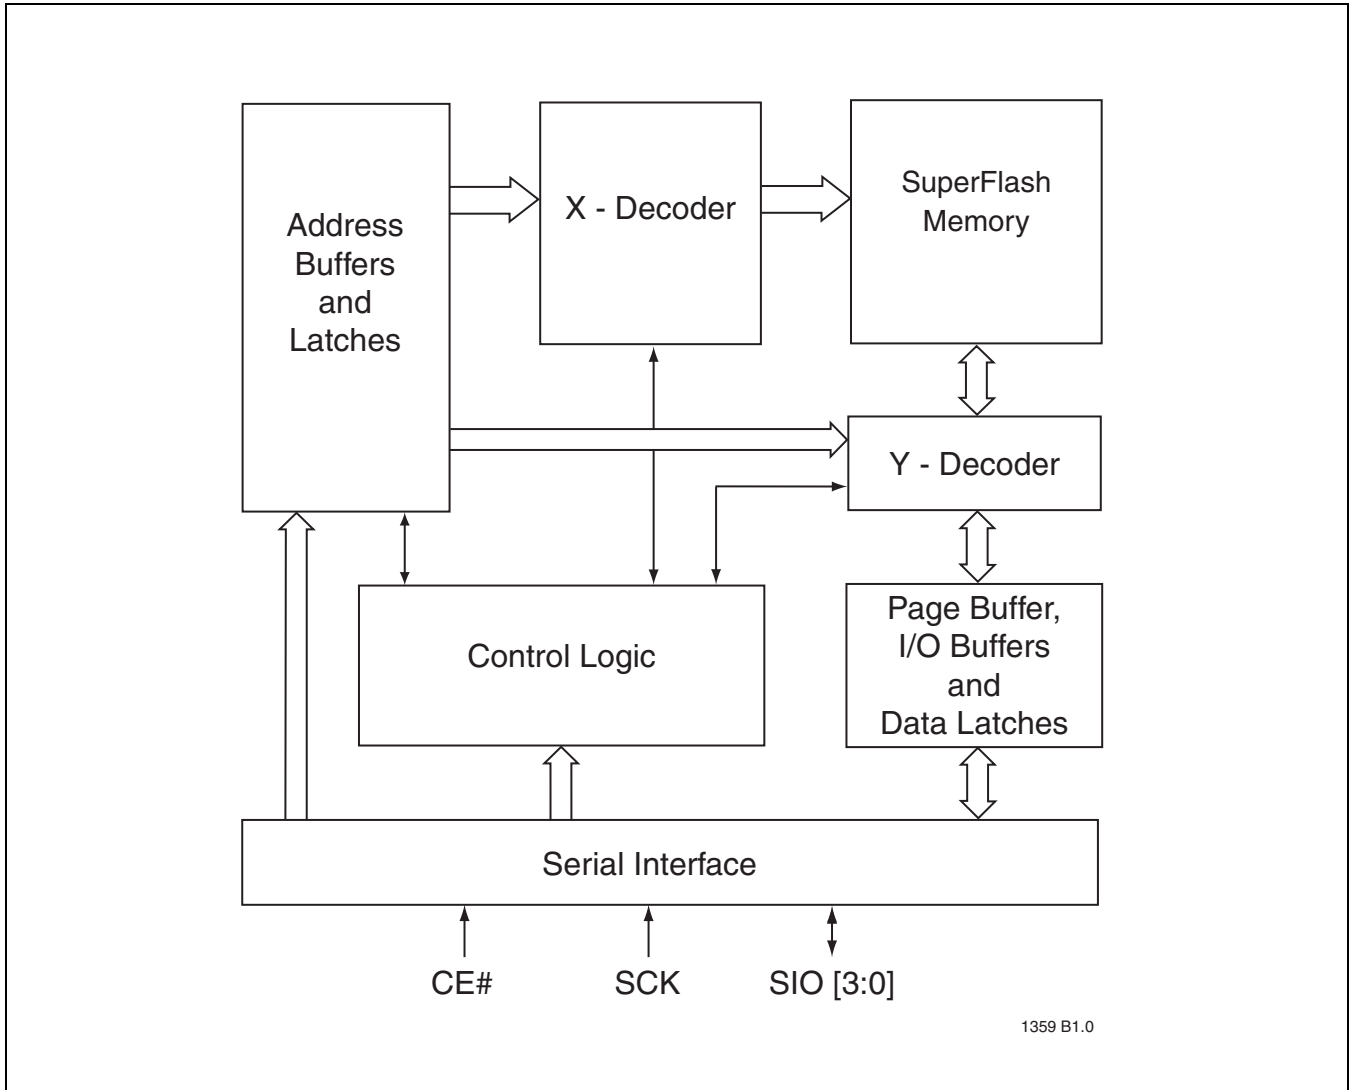 Address
Buffers
and
Latches
X - Decoder
SuperFlash
Memory
Y - Decoder
Control Logic
Page Buffer,
I/O Buffers
and
Data Latches
Serial Interface
CE#
SCK
SIO [3:0]
1359 B1.0